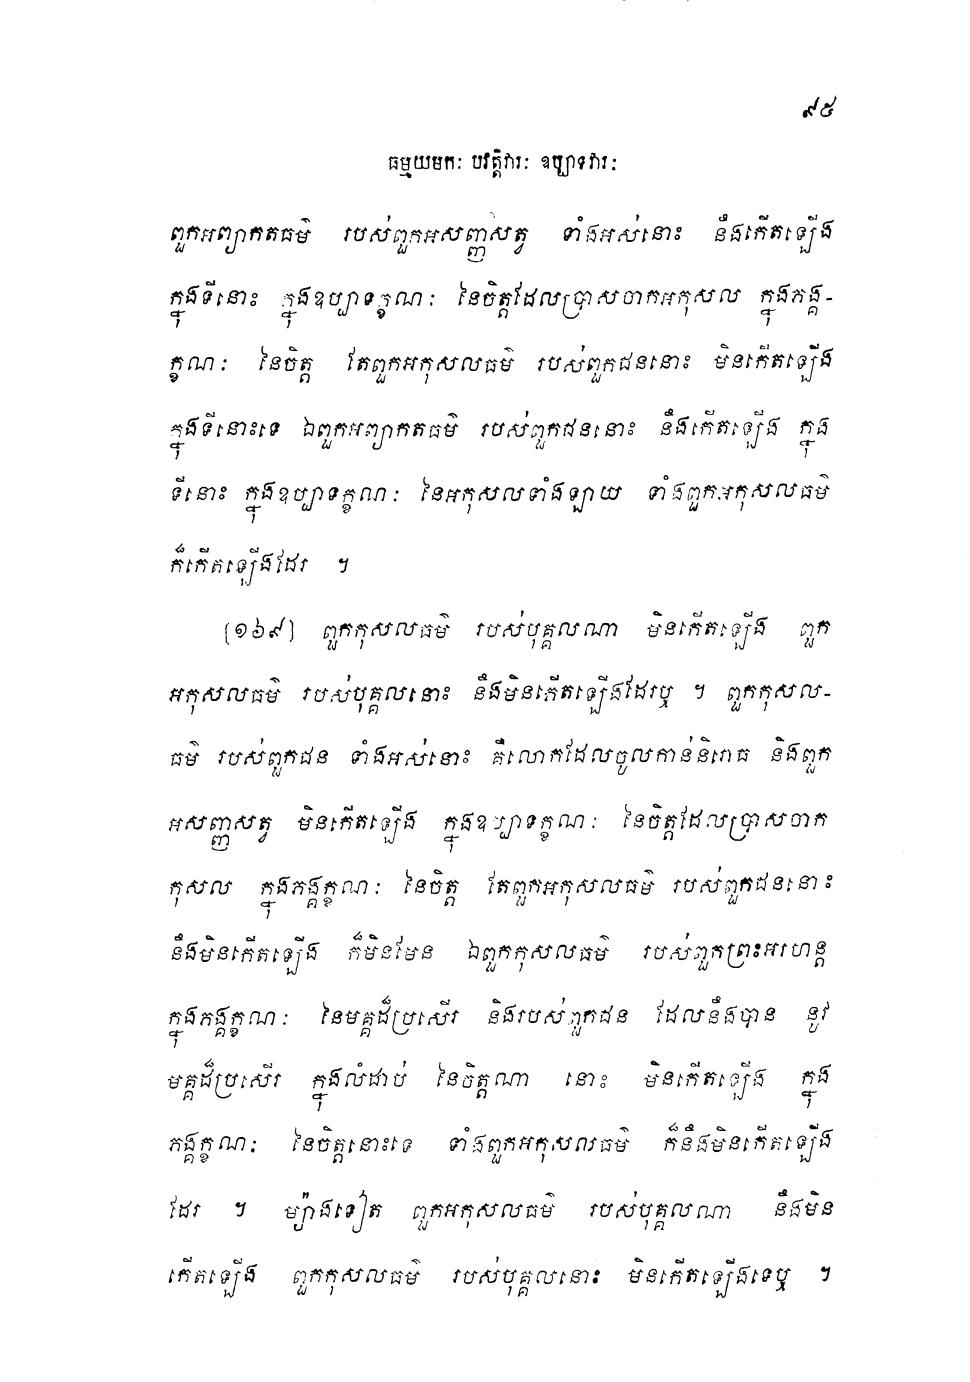 ៩៥
ធម្មយមកៈ បវត្តិវារៈ ឧប្បាទវារៈ
ពួកអព្យាកតធម៌ របស់ពួកអសញ្ញសត្វ ទាំងអស់នោះ នឹងកើតឡើង
ក្នុងទីនោះ ក្នុងឧប្បាទក្ខណៈ នៃចិត្តដែលប្រាសចាកអកុសល ក្នុងភង្គ-
ក្ខណៈ នៃចិត្ត តែពួកអកុសលធម៌ របស់ពួកជននោះ មិនកើតឡើង
ក្នុងទីនោះទេ ឯពួកអព្យាកតធម៌ របស់ពួកជននោះ នឹងកើតឡើង ក្នុង
ទីនោះ ក្នុងឧប្បាទក្ខណៈ នៃអកុសលទាំងឡាយ ទាំងពួកអកុសលធម៌
ក៏កើតឡើងដែរ ។
(១៦៩) ពួកកុសលធម៌ របស់បុគ្គលណា មិនកើតឡើង ពួក
អកុសលធម៌ របស់បុគ្គលនោះ នឹងមិនកើតឡើងដែរឬ ។ ពួកកុសល-
ធម៌ របស់ពួកជន ទាំងអស់នោះ គឺលោកដែលចូលកាន់និរោធ និងពួក
អសញ្ញសត្វ មិនកើតឡើង ក្នុងឧប្បាទក្ខណៈ នៃចិត្តដែលប្រាសចាក
កុសល ក្នុងភង្គក្ខណៈ នៃចិត្ត តែពួកអកុសលធម៌ របស់ពួកជននោះ
នឹងមិនកើតឡើង ក៏មិនមែន ឯពួកកុសលធម៌ របស់ពួកព្រះអរហន្ត
ក្នុងភង្គក្ខណៈ នៃមគ្គដ៏ប្រសើរ និងរបស់ពួកជន ដែលនឹងបាន នូវ
មគ្គដ៏ប្រសើរ ក្នុងលំដាប់ នៃចិត្តណា នោះ មិនកើតឡើង ក្នុង
ភង្គក្ខណៈ នៃចិត្តនោះទេ ទាំងពួកអកុសលធម៌ ក៏នឹងមិនកើតឡើង
ដែរ ។ ម្យ៉ាងទៀត ពួកអកុសលធម៌ របស់បុគ្គលណា នឹងមិន
កើតឡើង ពួកកុសលធម៌ របស់បុគ្គលនោះ មិនកើតឡើងទេឬ ។